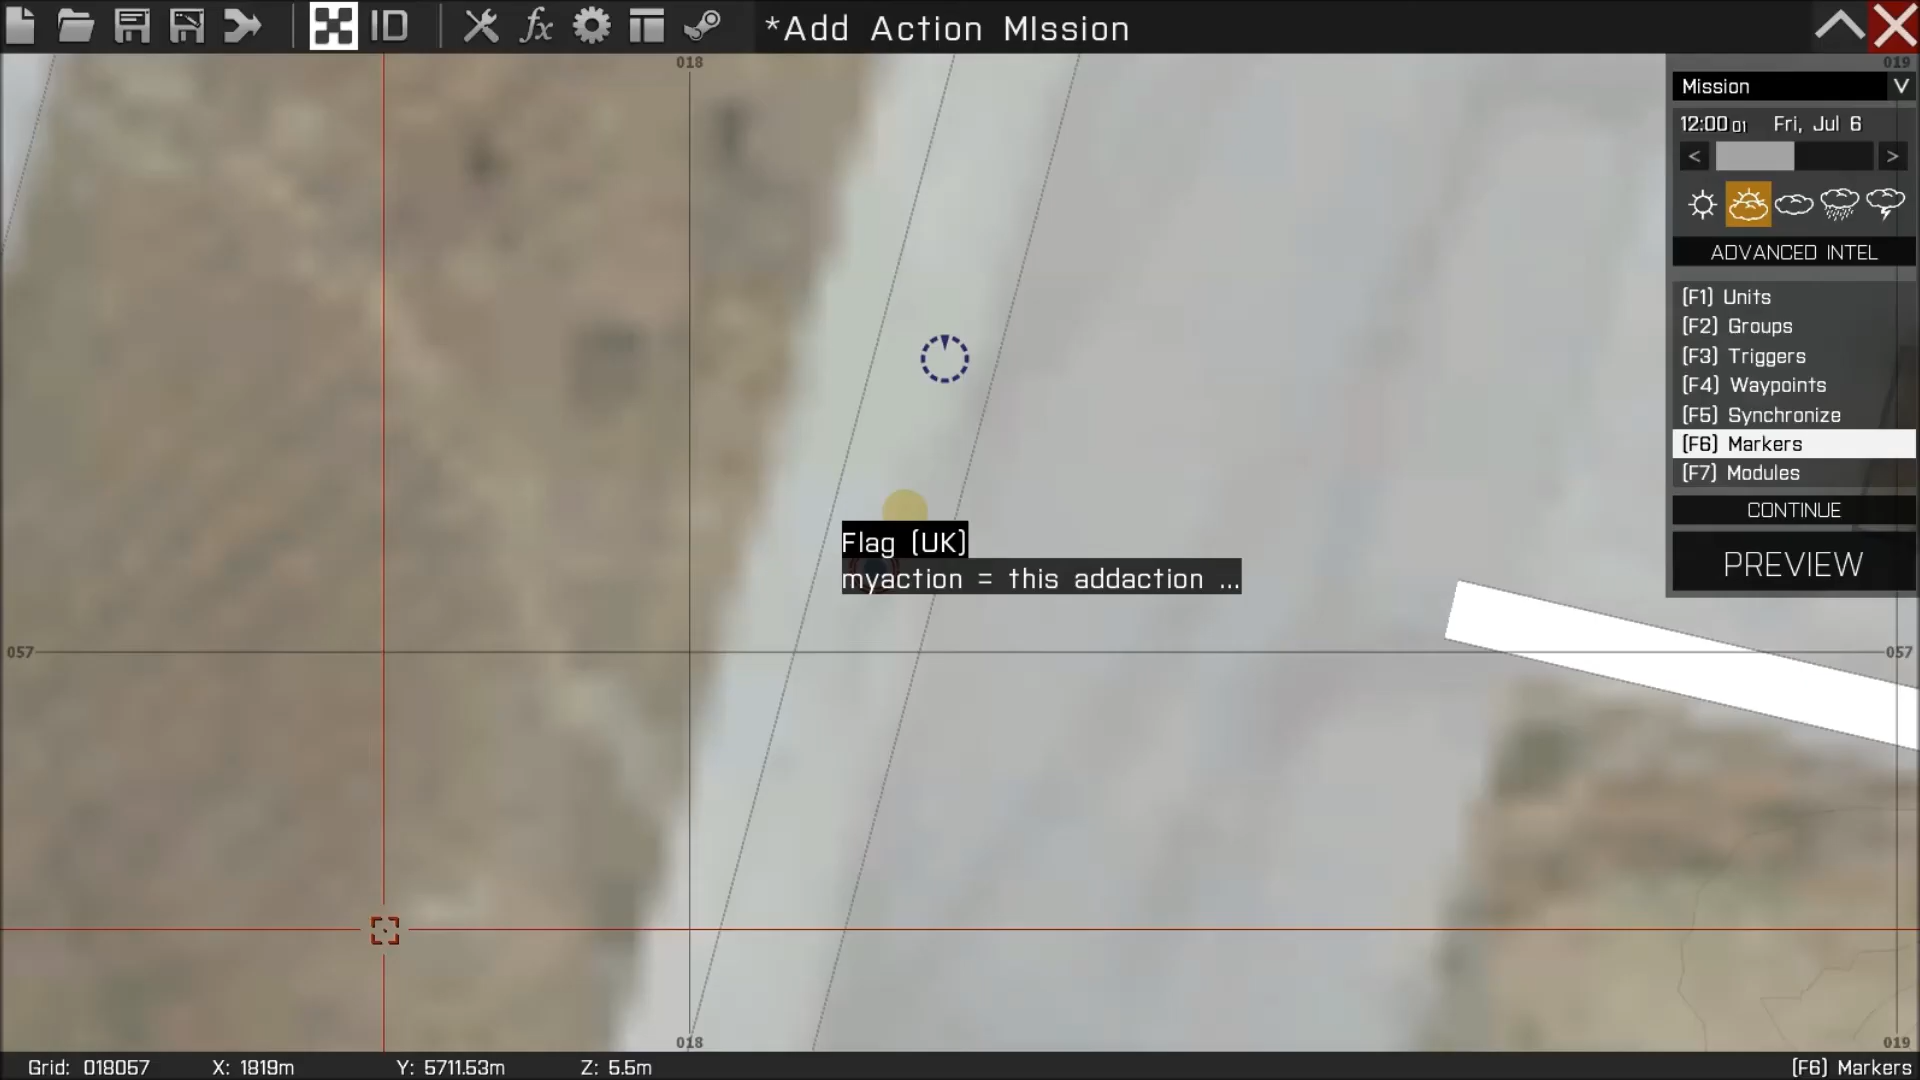 ID
fx
*Add Action MIssion
018
019
Mission
V
12:00 01 Fri, Jul 6
<
>
ADVANCED INTEL
(F1) Units
(F2) Groups
(F3) Triggers
(F4) Waypoints
(F5) Synchronize
(F6) Markers
(F7) Modules
CONTINUE
PREVIEW
Flag (UK)
myaction = this addaction ...
057
057
018
019
Grid: 018057 X: 1819m Y: 5711.53m Z: 5.5m
(F6) Markers